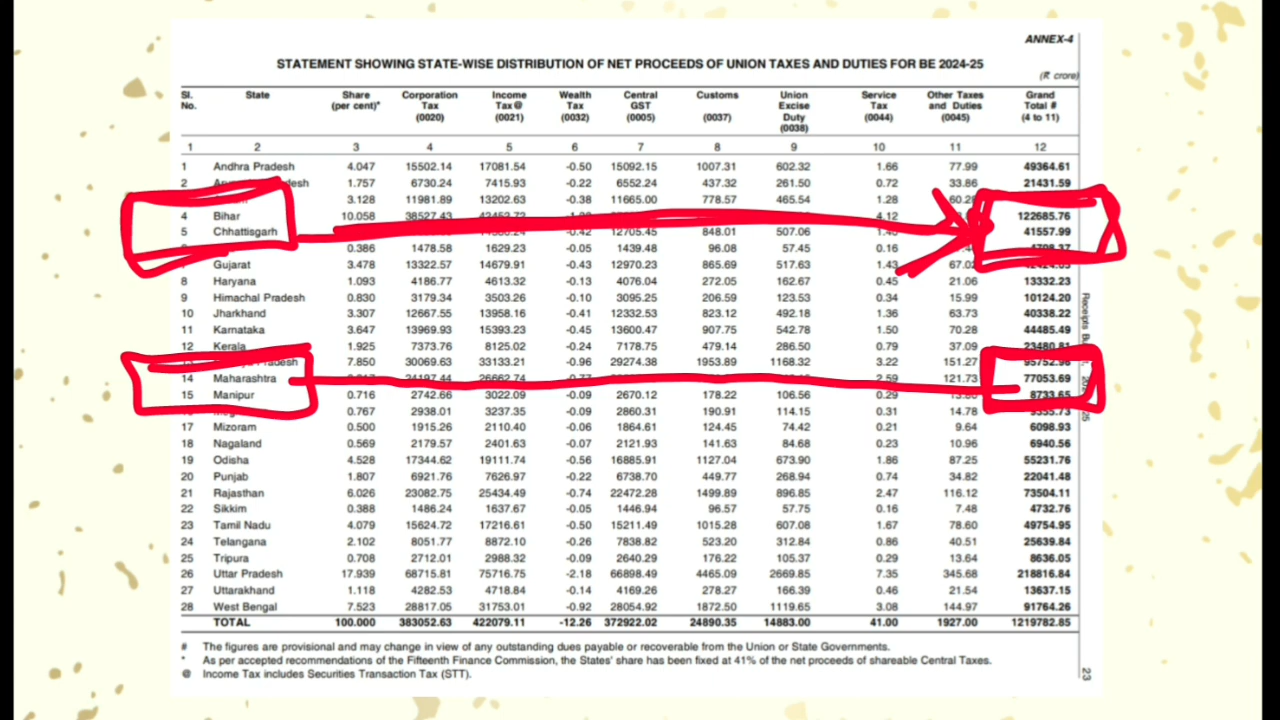 ANNEX-4
STATEMENT SHOWING STATE-WISE DISTRIBUTION OF NET PROCEEDS OF UNION TAXES AND DUTIES FOR BE 2024-25
(₹ crore)
Sl. No. State Share (per cent)* Corporation Tax (0020) Income Tax@ (0021) Wealth Tax (0032) Central GST (0005) Customs (0037) Union Excise Duty (0038) Service Tax (0044) Other Taxes and Duties (0045) Grand Total # (4 to 11)
1 2 3 4 5 6 7 8 9 10 11 12
1 Andhra Pradesh 4.047 15502.14 17081.54 -0.50 15092.15 1007.31 602.32 1.66 77.99 49364.61
2 1.757 6730.24 7415.93 -0.22 6552.24 437.32 261.50 0.72 33.86 21431.59
3.128 11981.89 13202.63 -0.38 11665.00 778.57 465.54 1.28
4 Bihar 10.058 38527.43 4.12 122685.76
5 Chhattisgarh -0.42 12705.45 848.01 507.06 41557.99
0.386 1478.58 1629.23 -0.05 1439.48 96.08 57.45 0.16
Gujarat 3.478 13322.57 14679.91 -0.43 12970.23 865.69 517.63 1.43
8 Haryana 1.093 4186.77 4613.32 -0.13 4076.04 272.05 162.67 0.45 21.06 13332.23
9 Himachal Pradesh 0.830 3179.34 3503.26 -0.10 3095.25 206.59 123.53 0.34 15.99 10124.20
10 Jharkhand 3.307 12667.55 13958.16 -0.41 12332.53 823.12 492.18 1.36 63.73 40338.22
11 Karnataka 3.647 13969.93 15393.23 -0.45 13600.47 907.75 542.78 1.50 70.28 44485.49
12 Kerala 1.925 7373.76 8125.02 -0.24 7178.75 479.14 286.50 0.79 37.09 23480.81
Pradesh 7.850 30069.63 33133.21 -0.96 29274.38 1953.89 1168.32 3.22 151.27 95752.96
14 Maharashtra 24197.44 26662.74 2.59 121.73 77053.69
15 Manipur 0.716 2742.66 3022.09 -0.09 2670.12 178.22 106.56 0.29 8733.65
0.767 2938.01 3237.35 -0.09 2860.31 190.91 114.15 0.31 14.78
17 Mizoram 0.500 1915.26 2110.40 -0.06 1864.61 124.45 74.42 0.21 9.64 6098.93
18 Nagaland 0.569 2179.57 2401.63 -0.07 2121.93 141.63 84.68 0.23 10.96 6940.56
19 Odisha 4.528 17344.62 19111.74 -0.56 16885.91 1127.04 673.90 1.86 87.25 55231.76
20 Punjab 1.807 6921.76 7626.97 -0.22 6738.70 449.77 268.94 0.74 34.82 22041.48
21 Rajasthan 6.026 23082.75 25434.49 -0.74 22472.28 1499.89 896.85 2.47 116.12 73504.11
22 Sikkim 0.388 1486.24 1637.67 -0.05 1446.94 96.57 57.75 0.16 7.48 4732.76
23 Tamil Nadu 4.079 15624.72 17216.61 -0.50 15211.49 1015.28 607.08 1.67 78.60 49754.95
24 Telangana 2.102 8051.77 8872.10 -0.26 7838.82 523.20 312.84 0.86 40.51 25639.84
25 Tripura 0.708 2712.01 2988.32 -0.09 2640.29 176.22 105.37 0.29 13.64 8636.05
26 Uttar Pradesh 17.939 68715.81 75716.75 -2.18 66898.49 4465.09 2669.85 7.35 345.68 218816.84
27 Uttarakhand 1.118 4282.53 4718.84 -0.14 4169.26 278.27 166.39 0.46 21.54 13637.15
28 West Bengal 7.523 28817.05 31753.01 -0.92 28054.92 1872.50 1119.65 3.08 144.97 91764.26
TOTAL 100.000 383052.63 422079.11 -12.26 372922.02 24890.35 14883.00 41.00 1927.00 1219782.85
# The figures are provisional and may change in view of any outstanding dues payable or recoverable from the Union or State Governments.
* As per accepted recommendations of the Fifteenth Finance Commission, the States' share has been fixed at 41% of the net proceeds of shareable Central Taxes.
@ Income Tax includes Securities Transaction Tax (STT).
Receipts
23